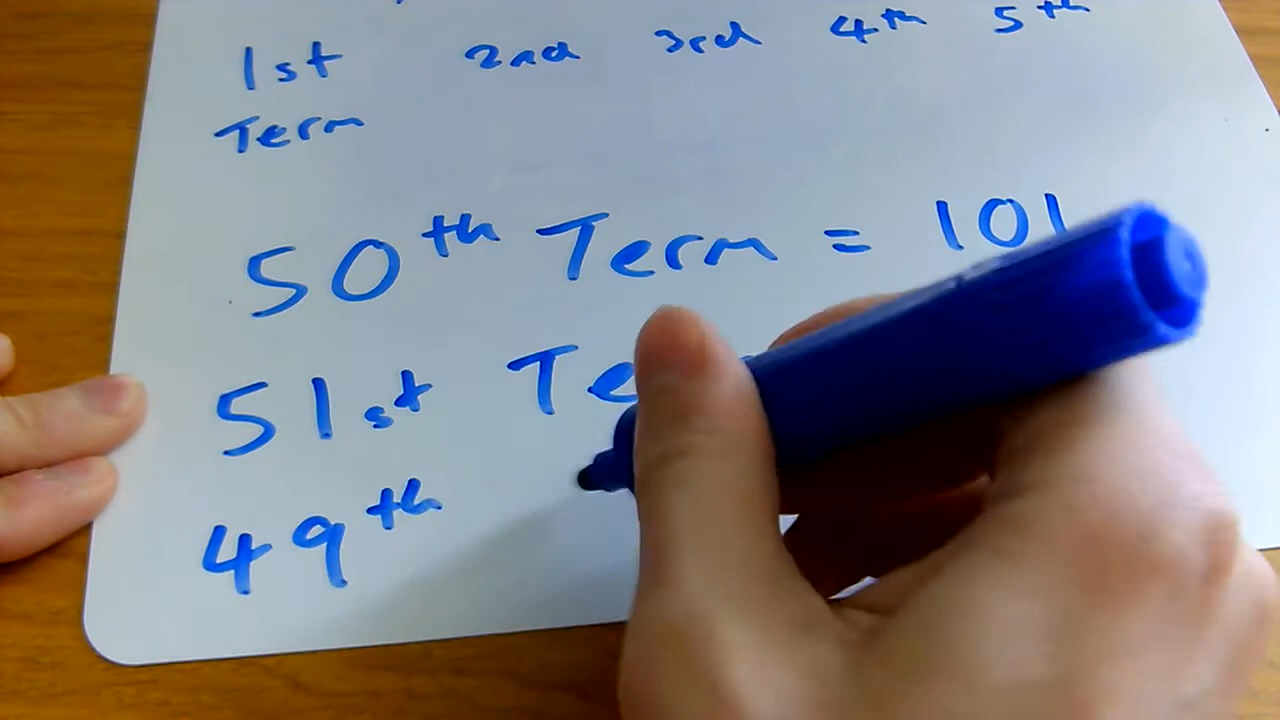 1st 2nd 3rd 4th 5th
Term
50th Term = 101
51st Te
49th